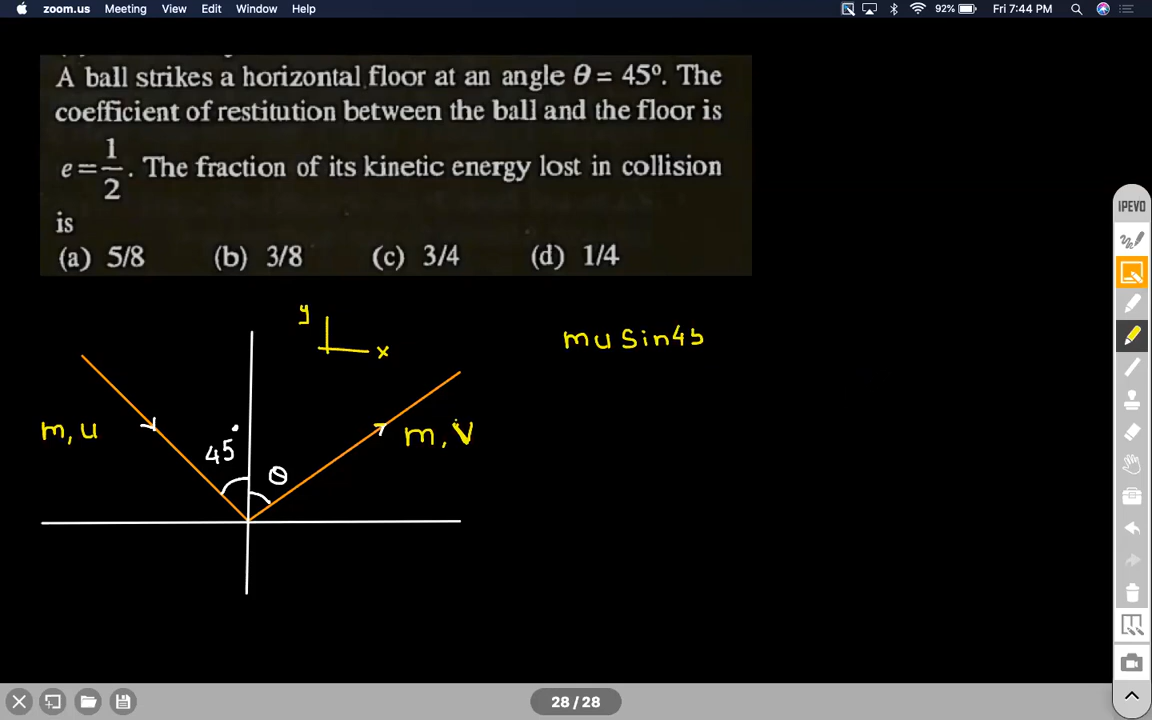 zoom.us Meeting View Edit Window Help 92% Fri 7:44 PM
A ball strikes a horizontal floor at an angle θ = 45º. The
coefficient of restitution between the ball and the floor is
e = 1/2. The fraction of its kinetic energy lost in collision
is
(a) 5/8 (b) 3/8 (c) 3/4 (d) 1/4
y
x
m u Sin45
m, u
45°
θ
m, v
IPEVO
28 / 28